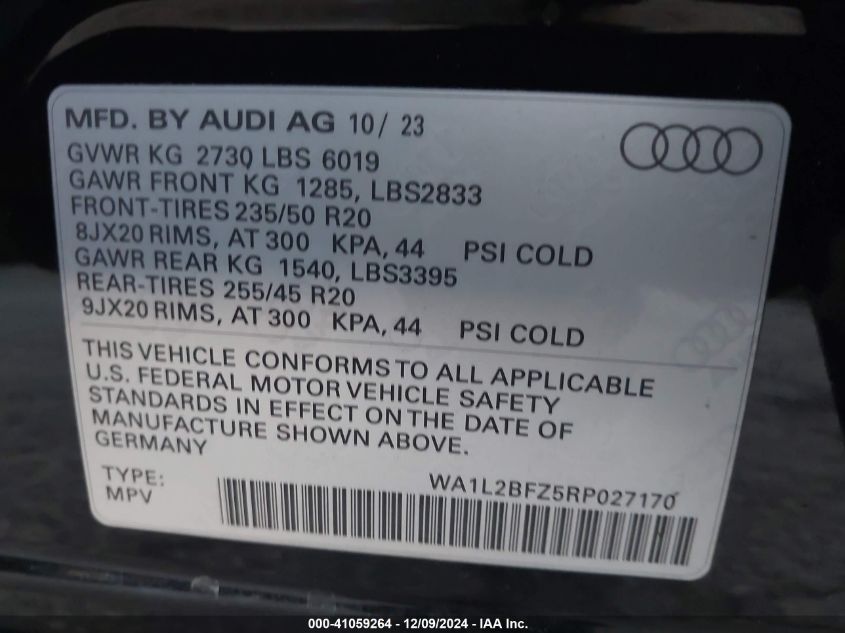 MFD. BY AUDI AG 10/ 23
GVWR KG 2730 LBS 6019
GAWR FRONT KG 1285, LBS2833
FRONT-TIRES 235/50 R20
8JX20 RIMS, AT 300 KPA, 44 PSI COLD
GAWR REAR KG 1540, LBS3395
REAR-TIRES 255/45 R20
9JX20 RIMS, AT 300 KPA, 44 PSI COLD
THIS VEHICLE CONFORMS TO ALL APPLICABLE
U.S. FEDERAL MOTOR VEHICLE SAFETY
STANDARDS IN EFFECT ON THE DATE OF
MANUFACTURE SHOWN ABOVE.
GERMANY
WA1L2BFZ5RP027170
TYPE:
MPV
000-41059264 - 12/09/2024 - IAA Inc.